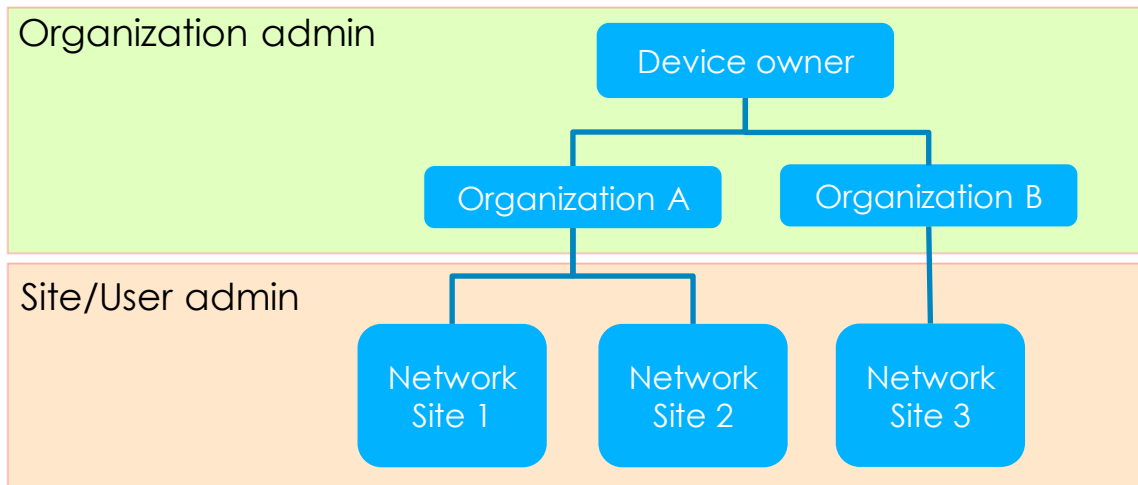 Organization admin
Device owner
Organization A
Organization B
Site/User admin
Network
Site 1
Network
Site 2
Network
Site 3